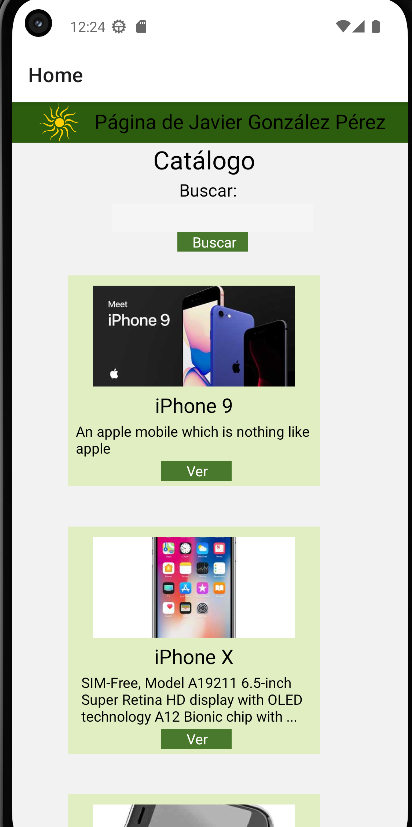 12:24
Home
Página de Javier González Pérez
Catálogo
Buscar:
Buscar
Meet
iPhone 9
iPhone 9
An apple mobile which is nothing like
apple
Ver
iPhone X
SIM-Free, Model A19211 6.5-inch
Super Retina HD display with OLED
technology A12 Bionic chip with ...
Ver